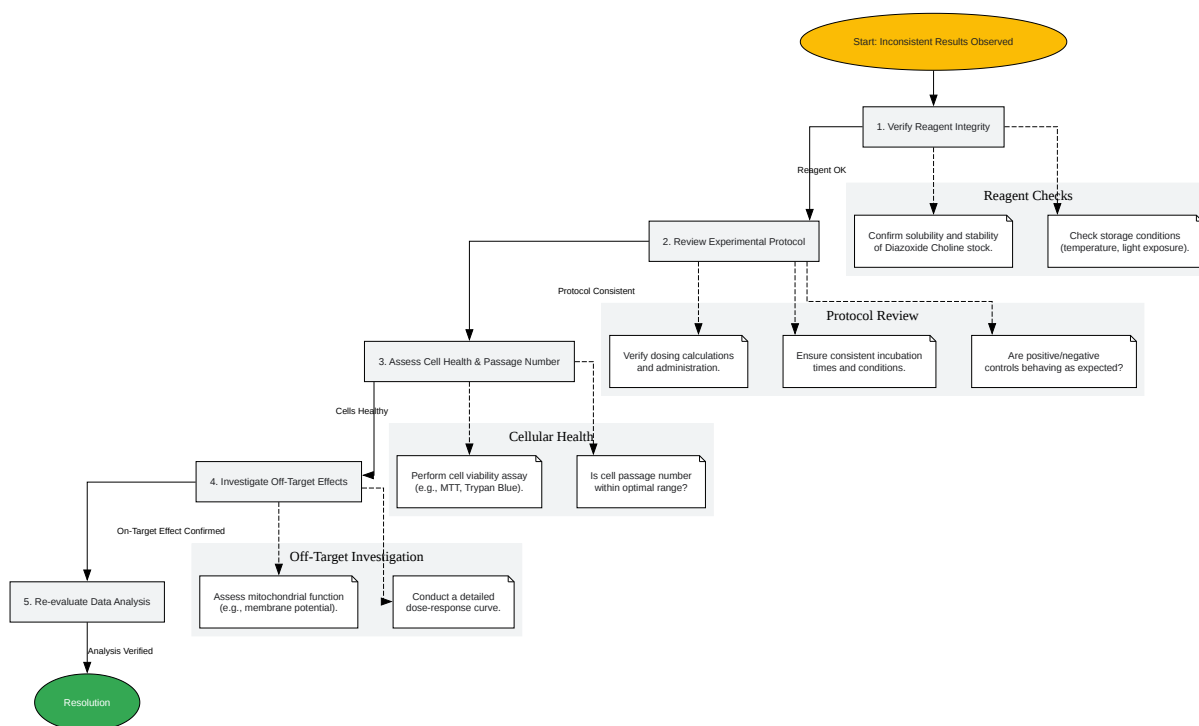 Start: Inconsistent Results Observed
1. Verify Reagent Integrity
Reagent OK
Reagent Checks
Confirm solubility and stability
of Diazoxide Choline stock.
Check storage conditions
(temperature, light exposure).
2. Review Experimental Protocol
Protocol Consistent
Protocol Review
Verify dosing calculations
and administration.
Ensure consistent incubation
times and conditions.
Are positive/negative
controls behaving as expected?
3. Assess Cell Health & Passage Number
Cells Healthy
Cellular Health
Perform cell viability assay
(e.g., MTT, Trypan Blue).
Is cell passage number
within optimal range?
4. Investigate Off-Target Effects
On-Target Effect Confirmed
Off-Target Investigation
Assess mitochondrial function
(e.g., membrane potential).
Conduct a detailed
dose-response curve.
5. Re-evaluate Data Analysis
Analysis Verified
Resolution